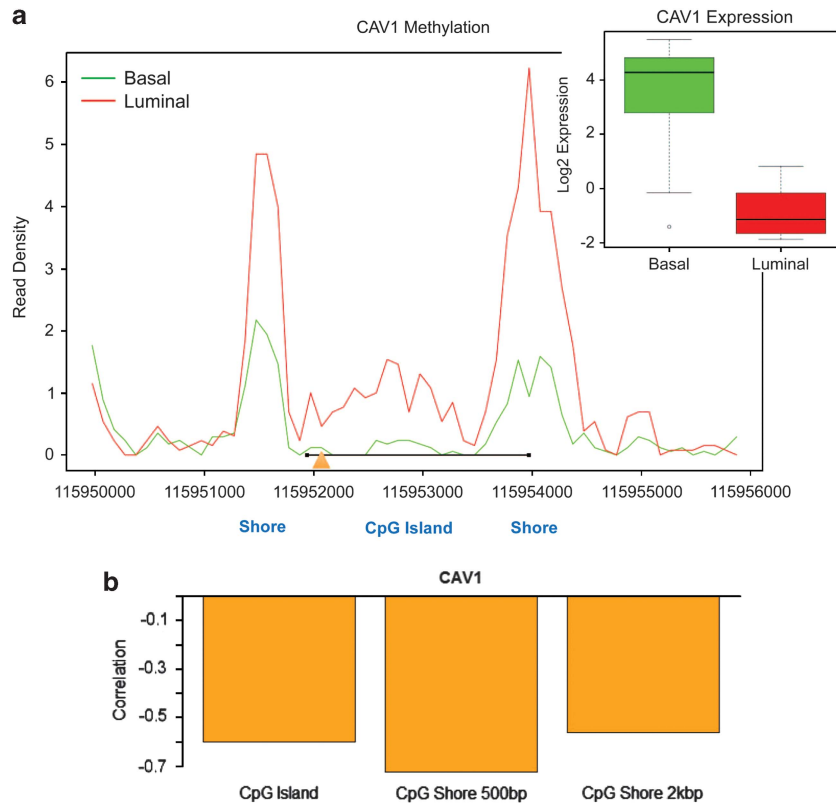 a
CAV1 Methylation
CAV1 Expression
Basal
Luminal
Read Density
6
5
4
3
2
1
0
115950000 115951000 115952000 115953000 115954000 115955000 115956000
Shore CpG Island Shore
Log2 Expression
4
2
0
-2
Basal Luminal
b
CAV1
Correlation
-0.1
-0.3
-0.5
-0.7
CpG Island CpG Shore 500bp CpG Shore 2kbp